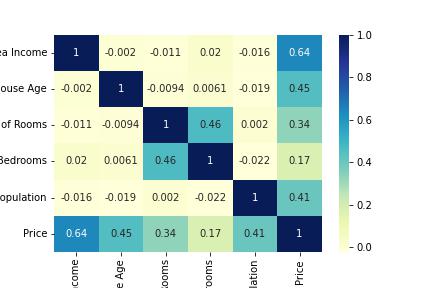 ea Income 1 -0.002 -0.011 0.02 -0.016 0.64
ouse Age -0.002 1 -0.0094 0.0061 -0.019 0.45
of Rooms -0.011 -0.0094 1 0.46 0.002 0.34
Bedrooms 0.02 0.0061 0.46 1 -0.022 0.17
opulation -0.016 -0.019 0.002 -0.022 1 0.41
Price 0.64 0.45 0.34 0.17 0.41 1
come
e Age
ooms
rooms
lation
Price
1.0
0.8
0.6
0.4
0.2
0.0